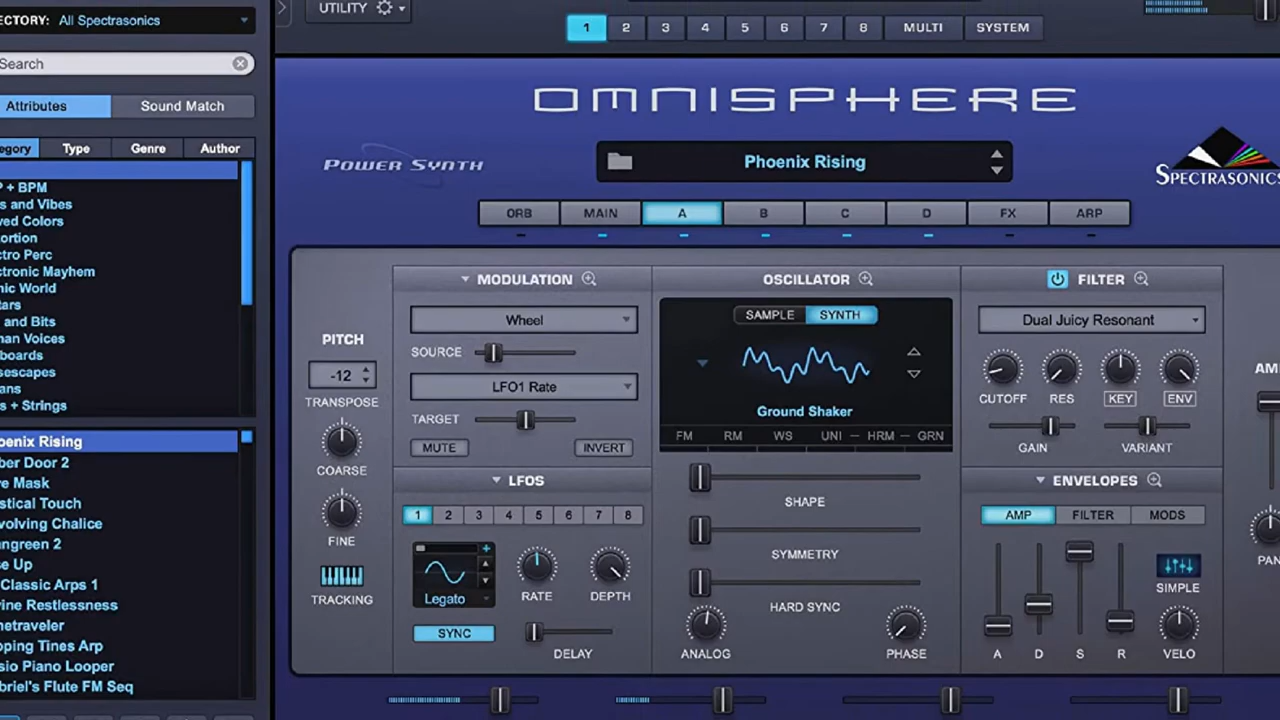 ECTORY: All Spectrasonics
Search
Attributes
Sound Match
egory
Type
Genre
Author
P + BPM
s and Vibes
ved Colors
tortion
ctro Perc
ctronic Mayhem
nic World
tars
and Bits
man Voices
boards
sescapes
ans
s + Strings
oenix Rising
ber Door 2
ve Mask
stical Touch
volving Chalice
angreen 2
se Up
Classic Arps 1
vine Restlessness
netraveler
pping Tines Arp
sio Piano Looper
briel's Flute FM Seq
UTILITY
1 2 3 4 5 6 7 8 MULTI SYSTEM
OMNISPHERE
POWER SYNTH
Phoenix Rising
SPECTRASONICS
ORB MAIN A B C D FX ARP
PITCH
-12
TRANSPOSE
COARSE
FINE
TRACKING
MODULATION
Wheel
SOURCE
LFO1 Rate
TARGET
MUTE INVERT
LFOS
1 2 3 4 5 6 7 8
Legato
RATE DEPTH
SYNC
DELAY
OSCILLATOR
SAMPLE SYNTH
Ground Shaker
FM RM WS UNI — HRM — GRN
SHAPE
SYMMETRY
HARD SYNC
ANALOG PHASE
FILTER
Dual Juicy Resonant
CUTOFF RES KEY ENV
GAIN VARIANT
ENVELOPES
AMP FILTER MODS
SIMPLE
A D S R VELO
AM
PAN